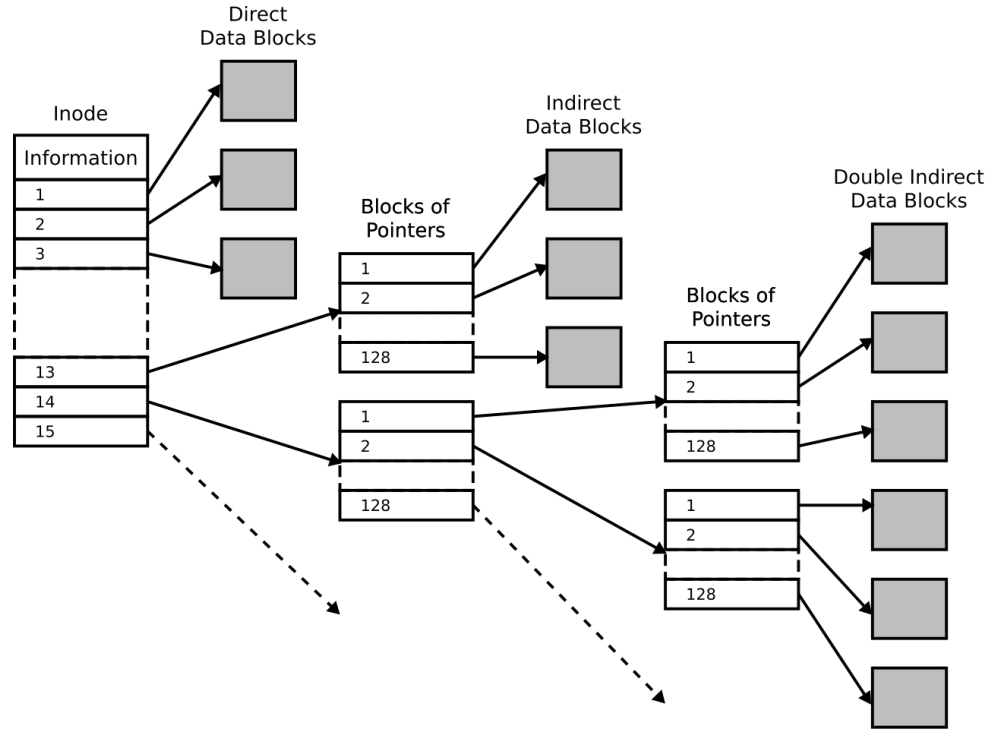 Direct
Data Blocks
Inode
Information
1
2
3
13
14
15
Blocks of
Pointers
1
2
128
1
2
128
Indirect
Data Blocks
Blocks of
Pointers
1
2
128
1
2
128
Double Indirect
Data Blocks